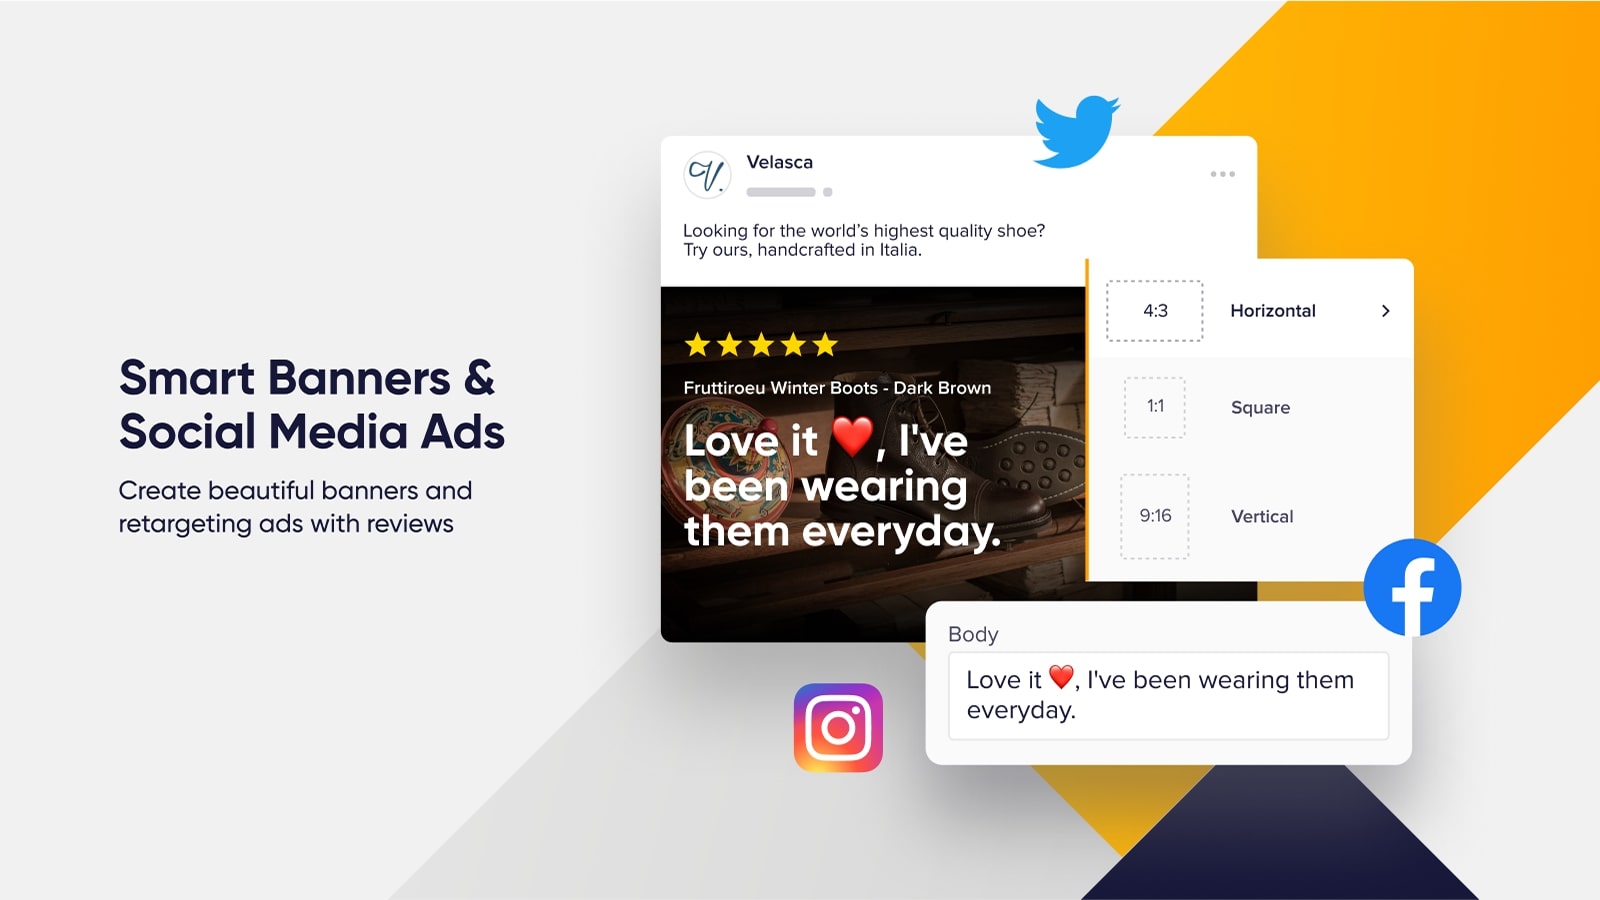 Smart Banners &
Social Media Ads
Create beautiful banners and
retargeting ads with reviews
Velasca
Looking for the world’s highest quality shoe?
Try ours, handcrafted in Italia.
Fruttiroeu Winter Boots - Dark Brown
Love it ❤️, I've
been wearing
them everyday.
4:3 Horizontal
1:1 Square
9:16 Vertical
Body
Love it ❤️, I've been wearing them
everyday.